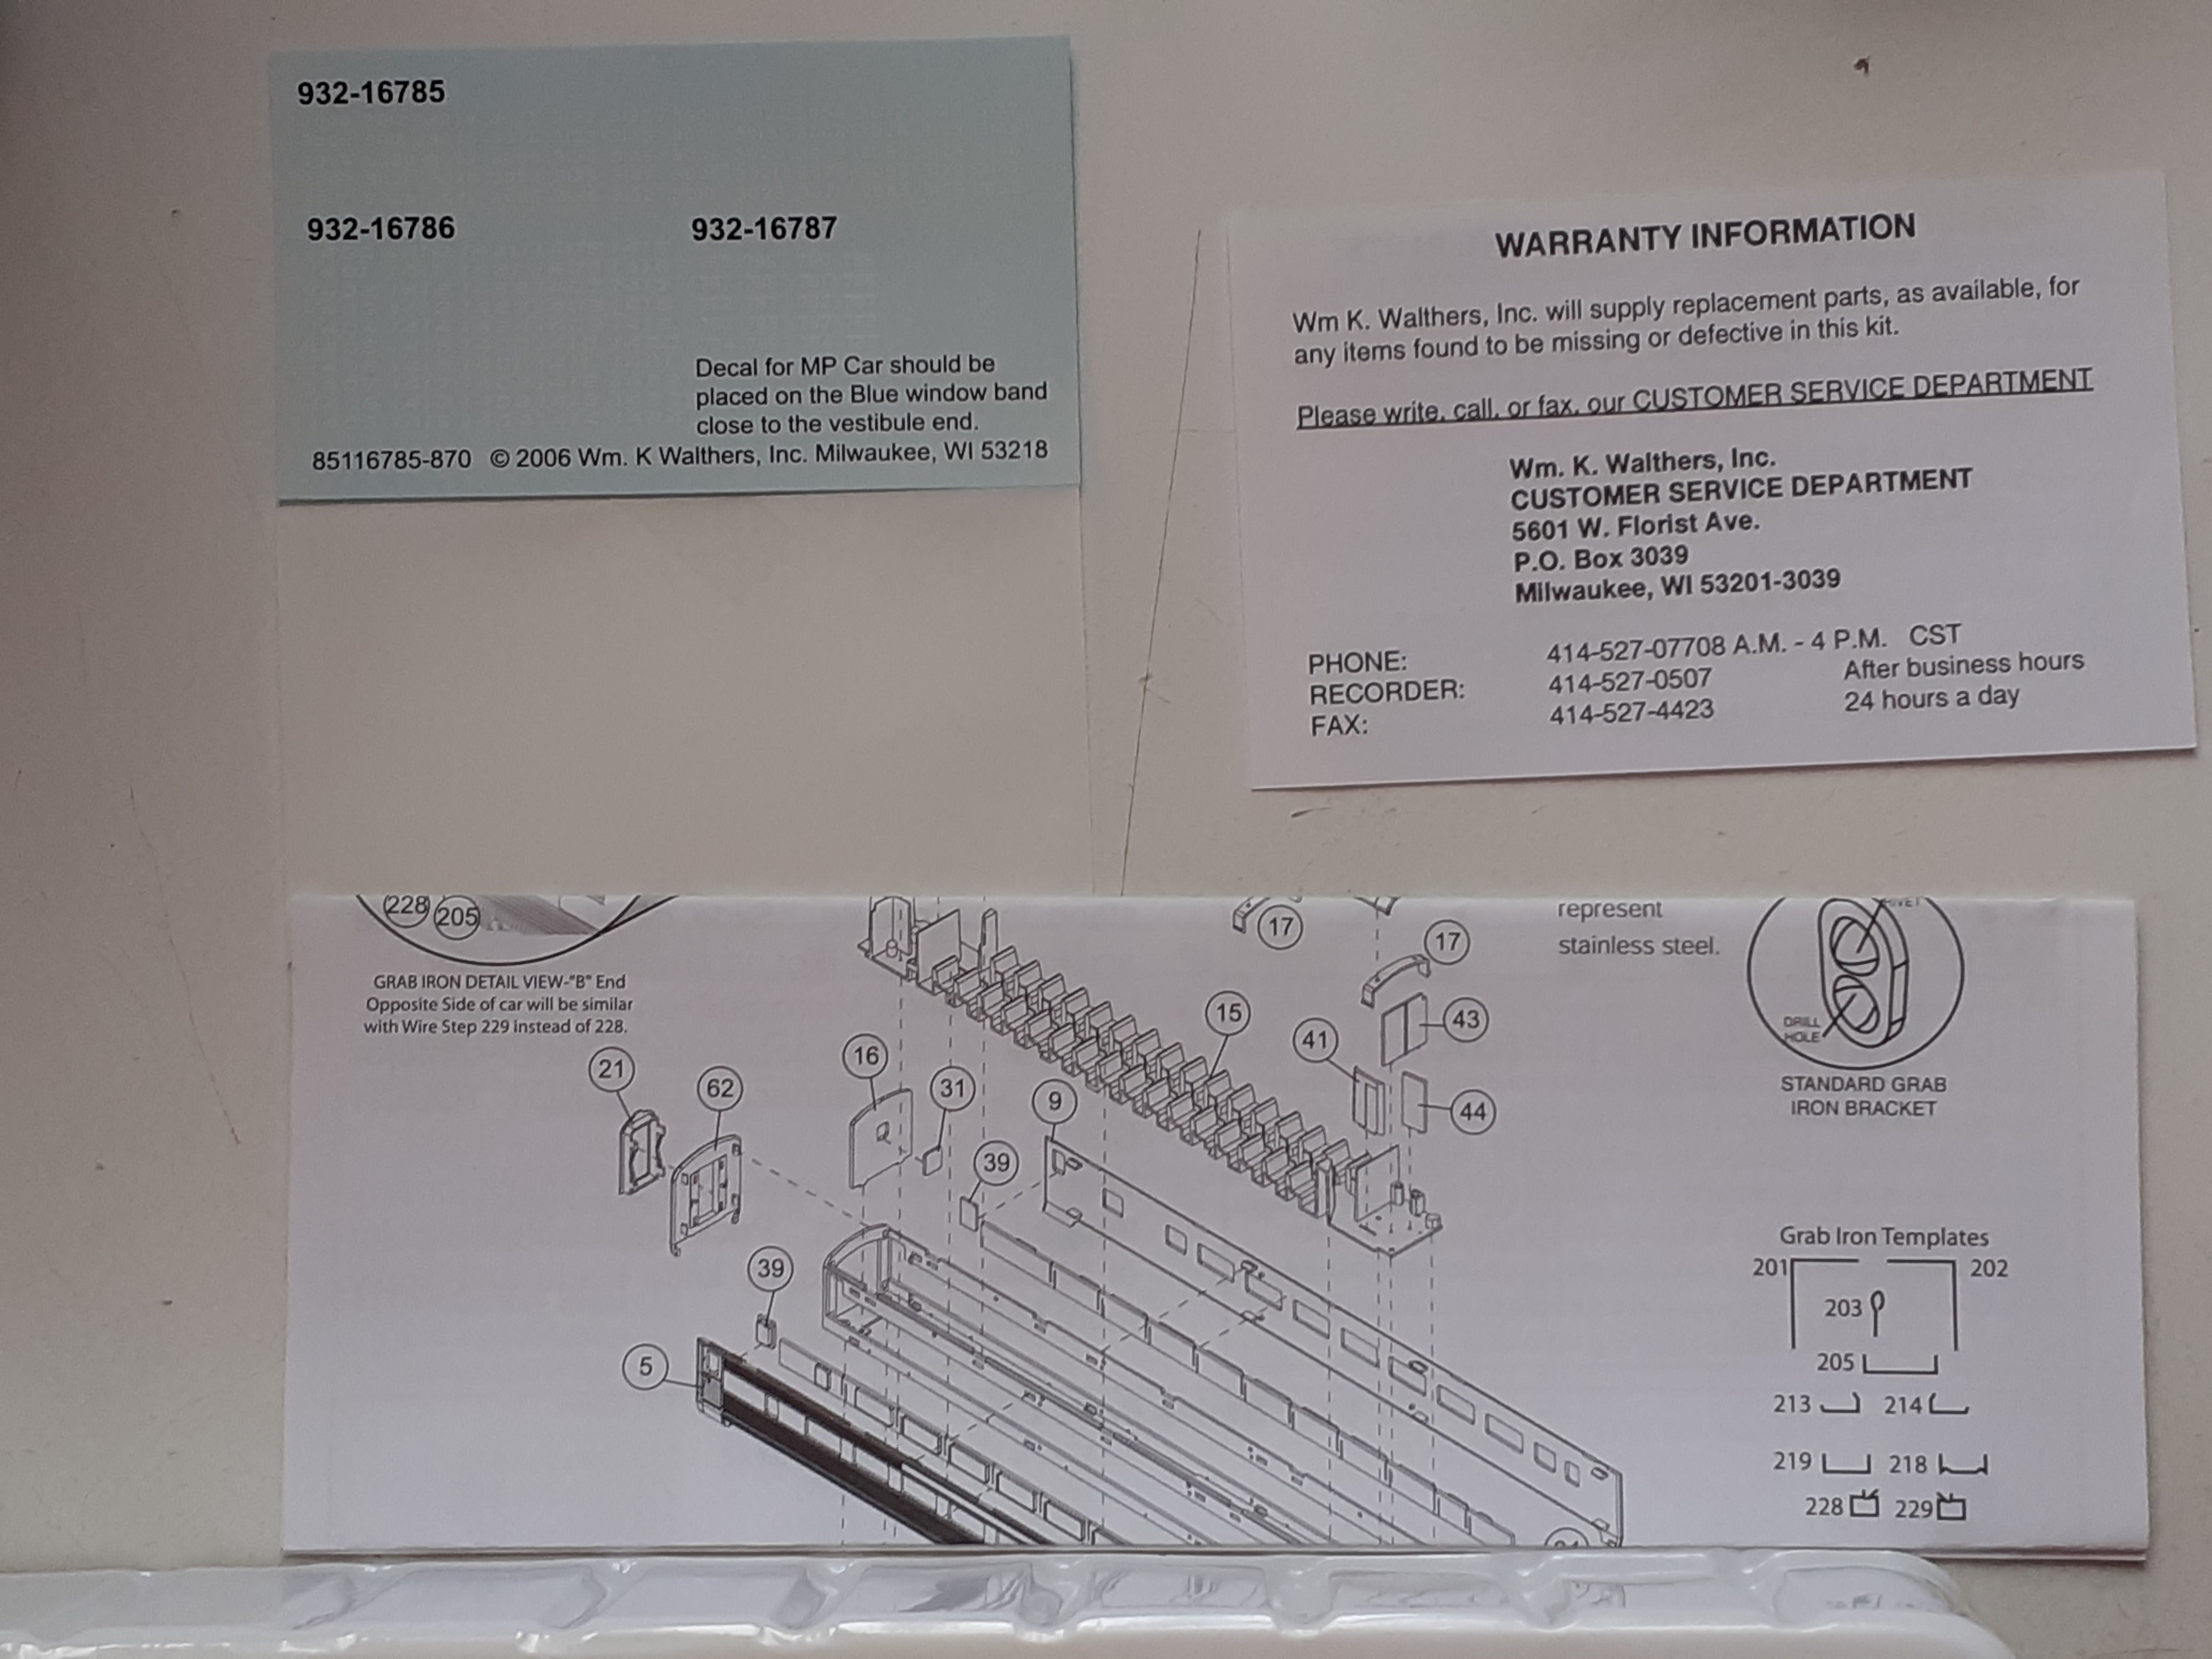 932-16785
932-16786
932-16787
Decal for MP Car should be
placed on the Blue window band
close to the vestibule end.
85116785-870 © 2006 Wm. K Walthers, Inc. Milwaukee, WI 53218
WARRANTY INFORMATION
Wm K. Walthers, Inc. will supply replacement parts, as available, for
any items found to be missing or defective in this kit.
Please write, call, or fax, our CUSTOMER SERVICE DEPARTMENT
Wm. K. Walthers, Inc.
CUSTOMER SERVICE DEPARTMENT
5601 W. Florist Ave.
P.O. Box 3039
Milwaukee, WI 53201-3039
PHONE: 414-527-07708 A.M. - 4 P.M. CST
RECORDER: 414-527-0507 After business hours
FAX: 414-527-4423 24 hours a day
228 205
GRAB IRON DETAIL VIEW-"B" End
Opposite Side of car will be similar
with Wire Step 229 instead of 228.
17
17
represent
stainless steel.
15
43
41
44
21
62
16
31
9
39
39
5
DRILL
HOLE
STANDARD GRAB
IRON BRACKET
Grab Iron Templates
201 202
203
205
213 214
219 218
228 229